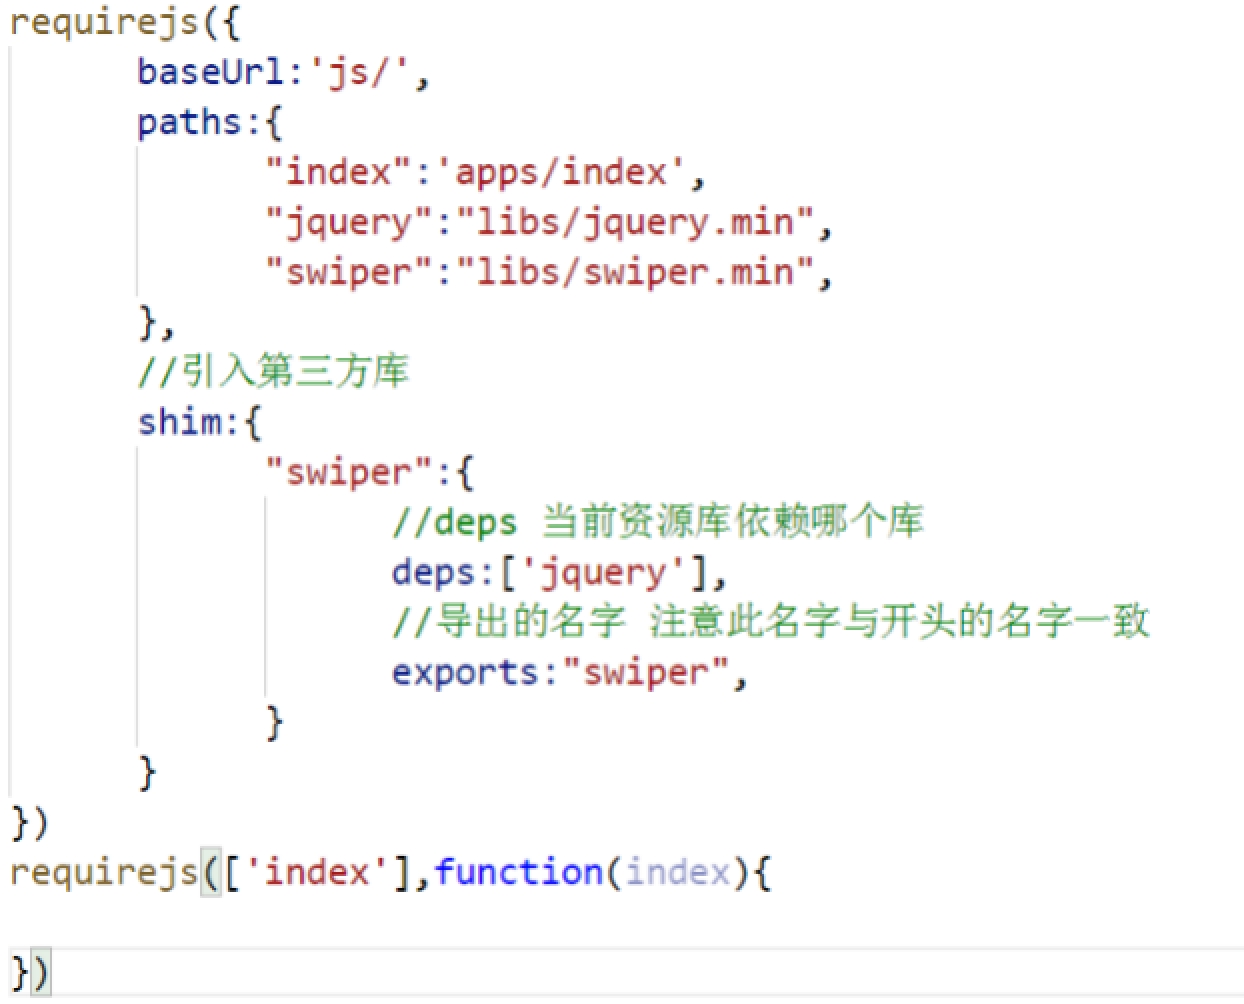 requirejs({
baseUrl:'js/',
paths:{
"index":'apps/index',
"jquery":"libs/jquery.min",
"swiper":"libs/swiper.min",
},
//引入第三方库
shim:{
"swiper":{
//deps 当前资源库依赖哪个库
deps:['jquery'],
//导出的名字 注意此名字与开头的名字一致
exports:"swiper",
}
}
})
requirejs(['index'],function(index){
})